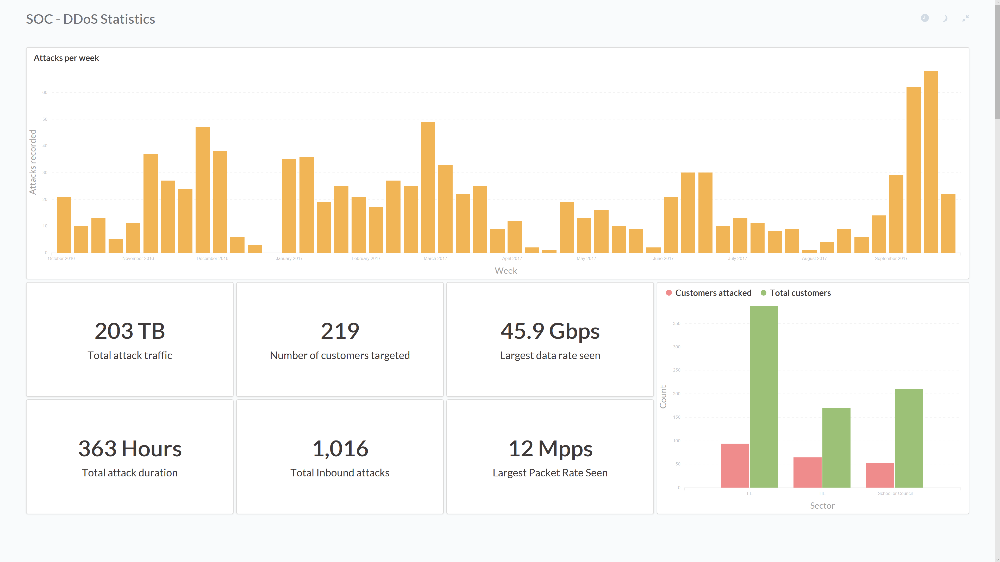 SOC - DDoS Statistics
Attacks per week
60
50
40
30
20
10
0
Attacks recorded
October 2016 November 2016 December 2016 January 2017 February 2017 March 2017 April 2017 May 2017 June 2017 July 2017 August 2017 September 2017
Week
203 TB
Total attack traffic
219
Number of customers targeted
45.9 Gbps
Largest data rate seen
363 Hours
Total attack duration
1,016
Total Inbound attacks
12 Mpps
Largest Packet Rate Seen
Customers attacked Total customers
350
300
250
200
150
100
50
0
Count
FE HE School or Council
Sector